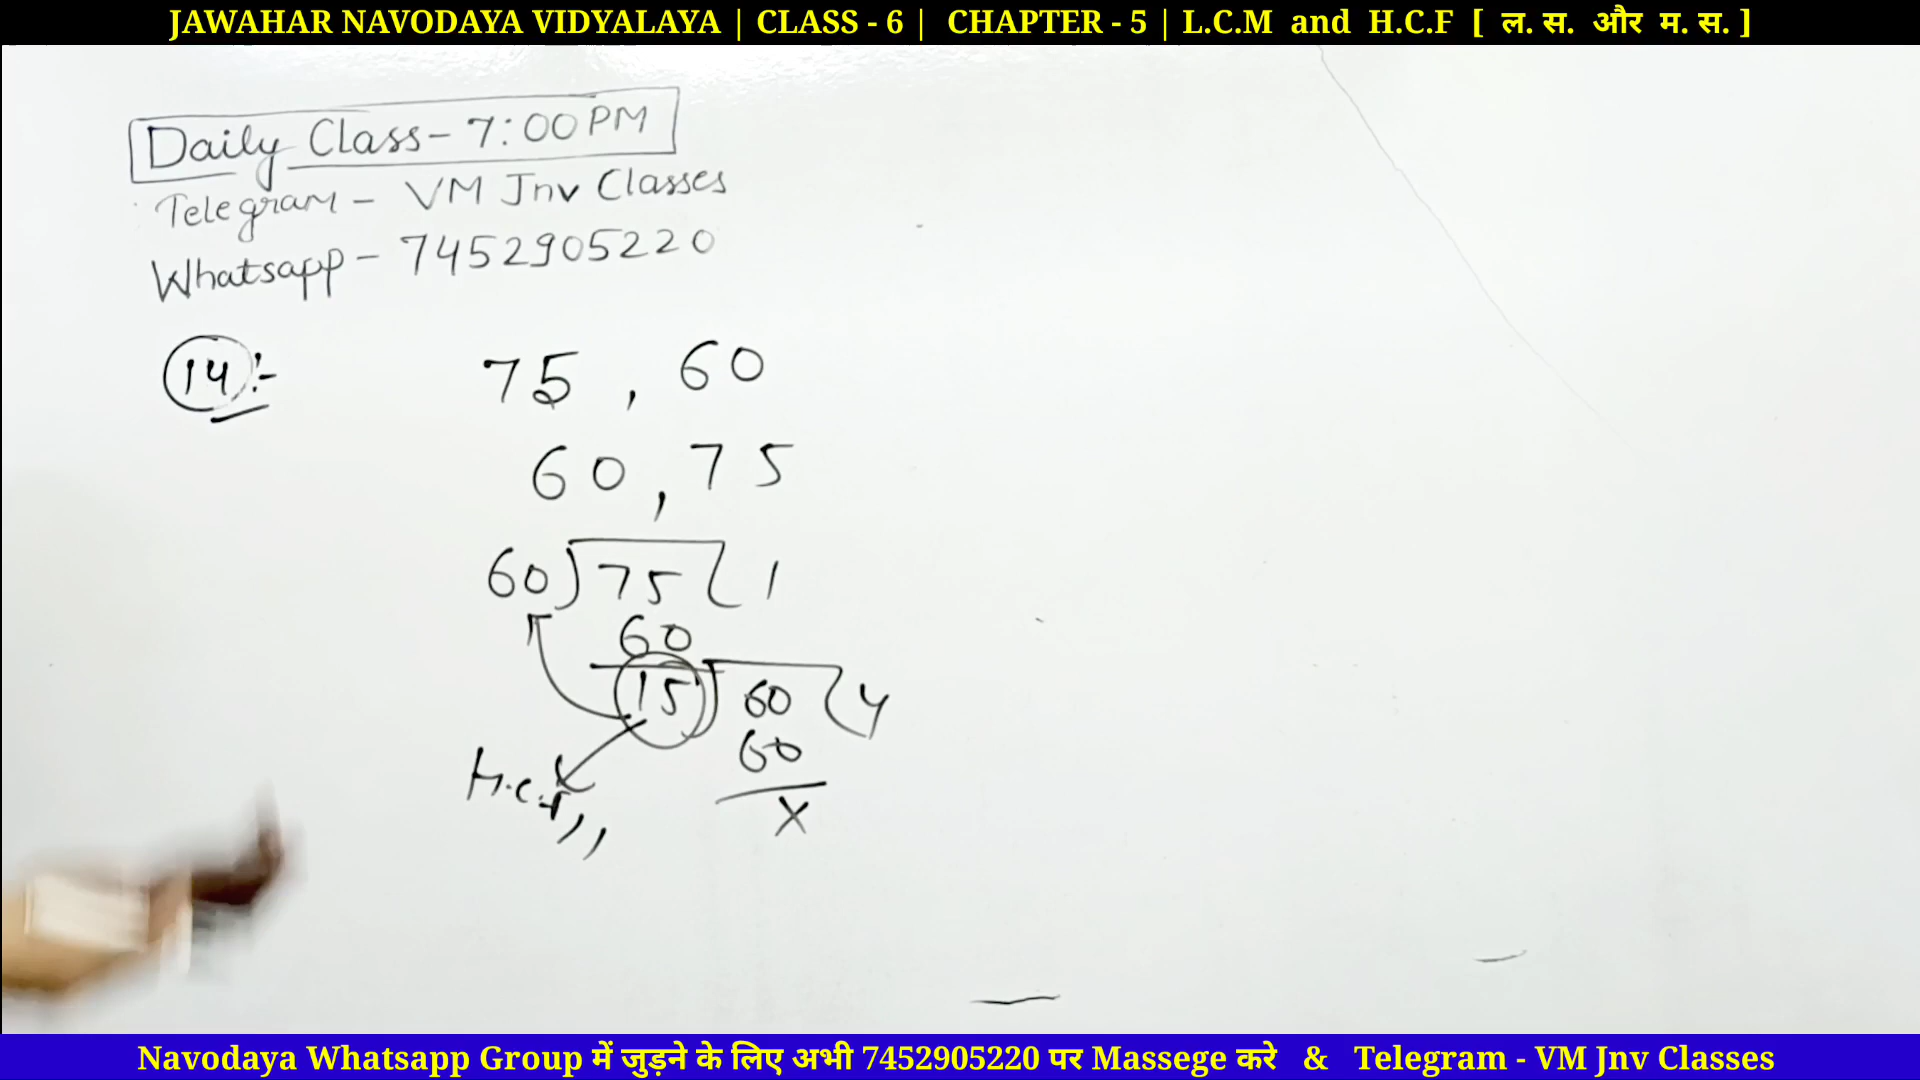 JAWAHAR NAVODAYA VIDYALAYA | CLASS - 6 | CHAPTER - 5 | L.C.M and H.C.F [ ल. स. और म. स. ]
Daily Class- 7:00PM
Telegram - VM Jnv Classes
Whatsapp - 7452905220
14 :- 75 , 60
60 , 75
60 ) 75 ( 1
60
15 ) 60 ( 4
60
x
H.C.F,,
Navodaya Whatsapp Group में जुड़ने के लिए अभी 7452905220 पर Massege करे & Telegram - VM Jnv Classes